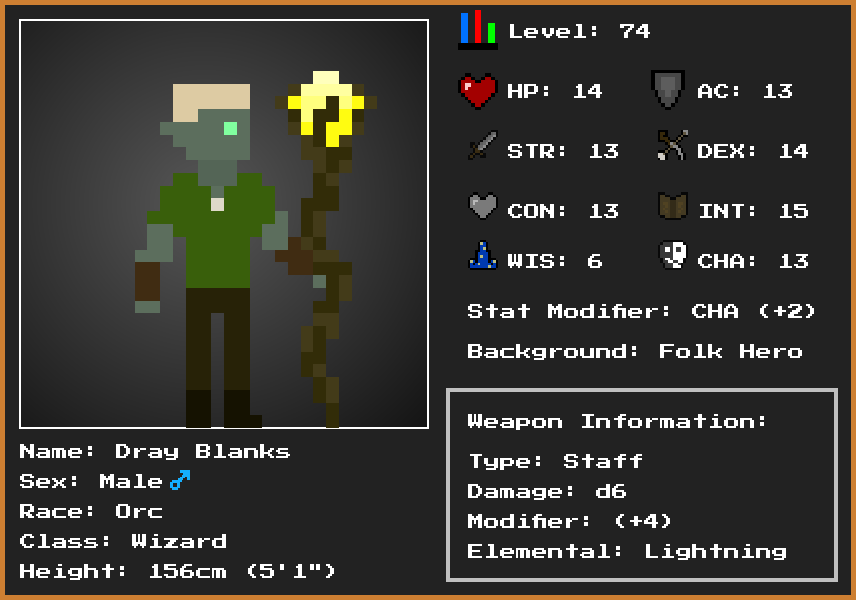 Level: 74
HP: 14 AC: 13
STR: 13 DEX: 14
CON: 13 INT: 15
WIS: 6 CHA: 13
Stat Modifier: CHA (+2)
Background: Folk Hero
Weapon Information:
Type: Staff
Damage: d6
Modifier: (+4)
Elemental: Lightning
Name: Dray Blanks
Sex: Male ♂
Race: Orc
Class: Wizard
Height: 156cm (5'1")